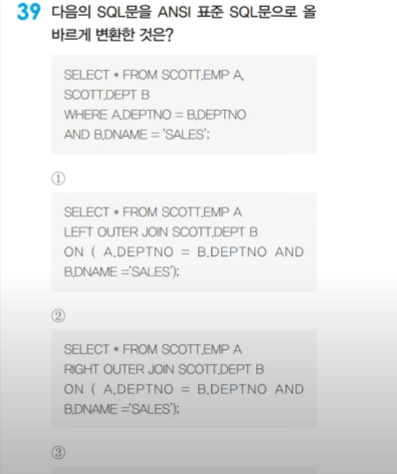 39 다음의 SQL문을 ANSI 표준 SQL문으로 올
바르게 변환한 것은?
SELECT * FROM SCOTT.EMP A,
SCOTT.DEPT B
WHERE A.DEPTNO = B.DEPTNO
AND B.DNAME = 'SALES';
①
SELECT * FROM SCOTT.EMP A
LEFT OUTER JOIN SCOTT.DEPT B
ON ( A.DEPTNO = B.DEPTNO AND
B.DNAME ='SALES');
②
SELECT * FROM SCOTT.EMP A
RIGHT OUTER JOIN SCOTT.DEPT B
ON ( A.DEPTNO = B.DEPTNO AND
B.DNAME ='SALES');
③